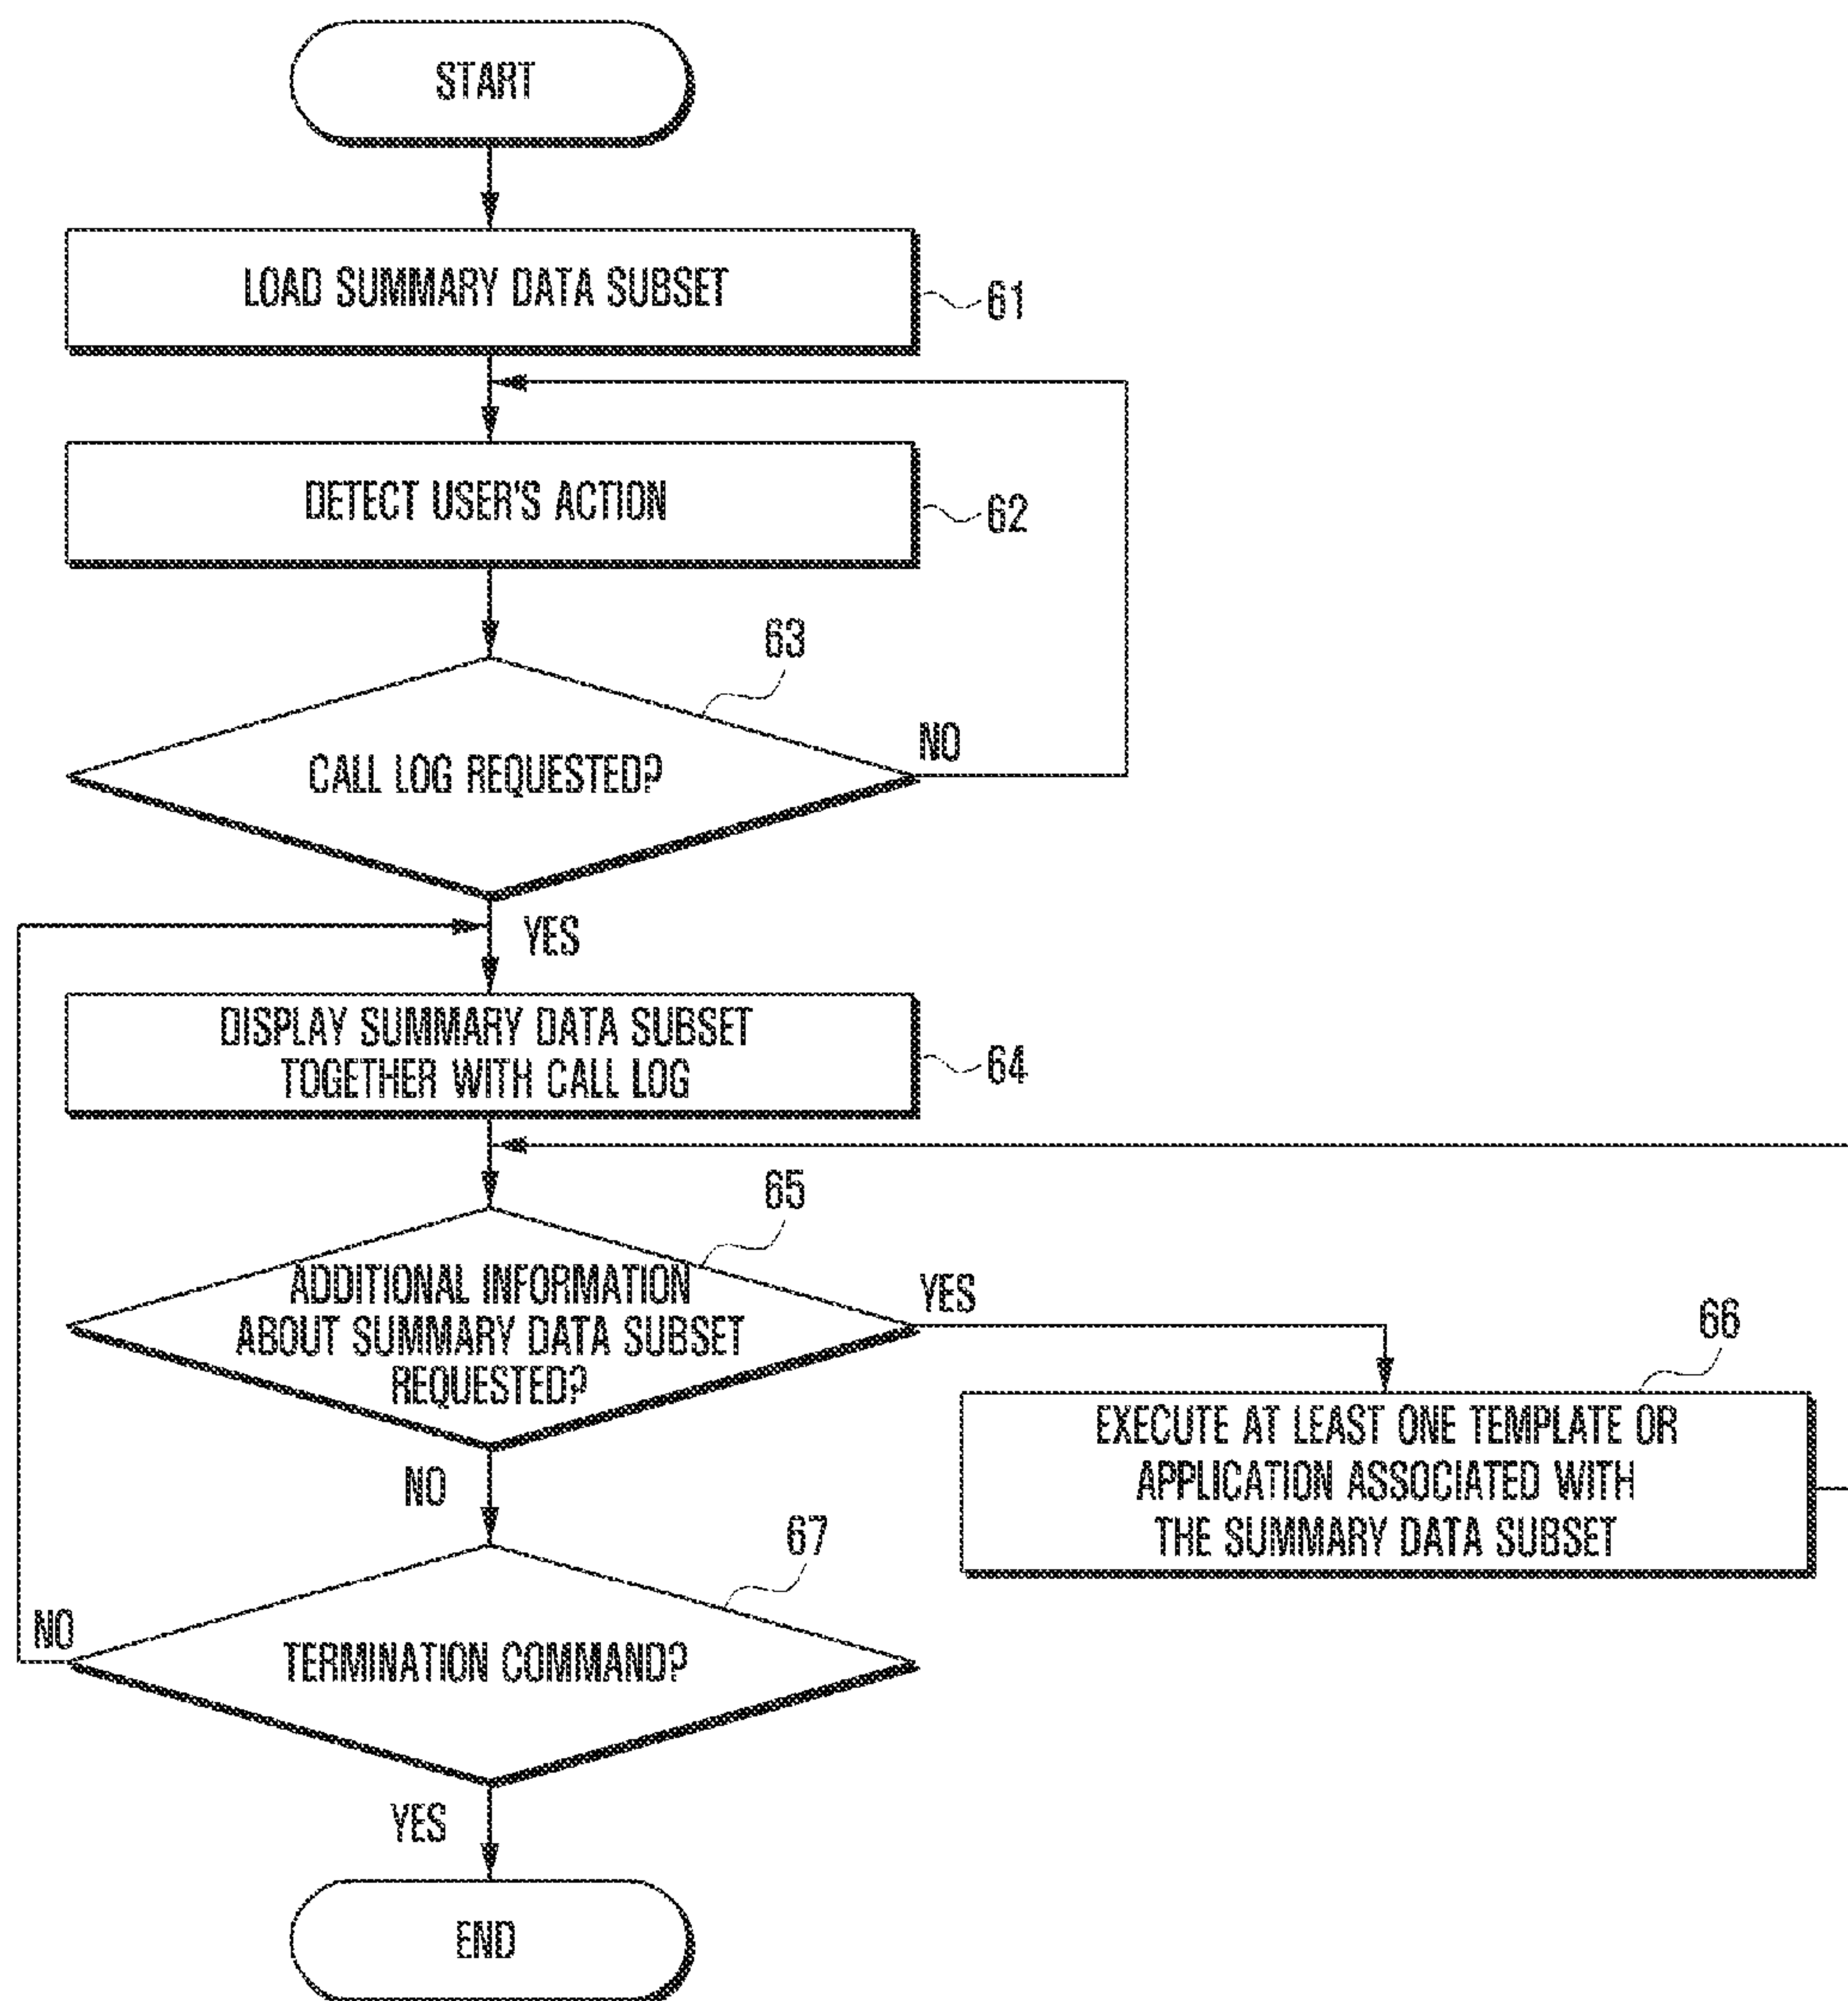 START
LOAD SUMMARY DATA SUBSET
61
DETECT USER'S ACTION
62
63
CALL LOG REQUESTED?
NO
YES
DISPLAY SUMMARY DATA SUBSET
TOGETHER WITH CALL LOG
64
65
ADDITIONAL INFORMATION
ABOUT SUMMARY DATA SUBSET
REQUESTED?
YES
66
EXECUTE AT LEAST ONE TEMPLATE OR
APPLICATION ASSOCIATED WITH
THE SUMMARY DATA SUBSET
NO
67
NO
TERMINATION COMMAND?
YES
END